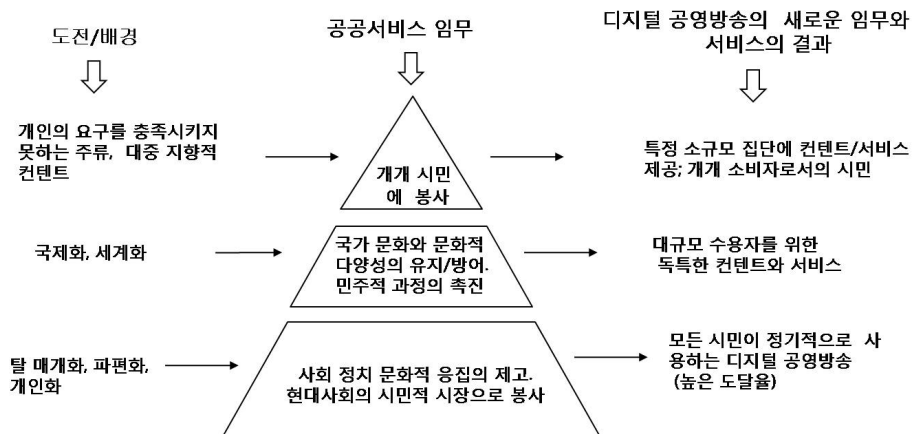 도전/배경
공공서비스 임무
디지털 공영방송의 새로운 임무와
서비스의 결과
개인의 요구를 충족시키지
못하는 주류, 대중 지향적
컨텐트
개개 시민
에 봉사
특정 소규모 집단에 컨텐트/서비스
제공; 개개 소비자로서의 시민
국제화, 세계화
국가 문화와 문화적
다양성의 유지/방어.
민주적 과정의 촉진
대규모 수용자를 위한
독특한 컨텐트와 서비스
탈 매개화, 파편화,
개인화
사회 정치 문화적 응집의 제고.
현대사회의 시민적 시장으로 봉사
모든 시민이 정기적으로 사
용하는 디지털 공영방송
(높은 도달율)